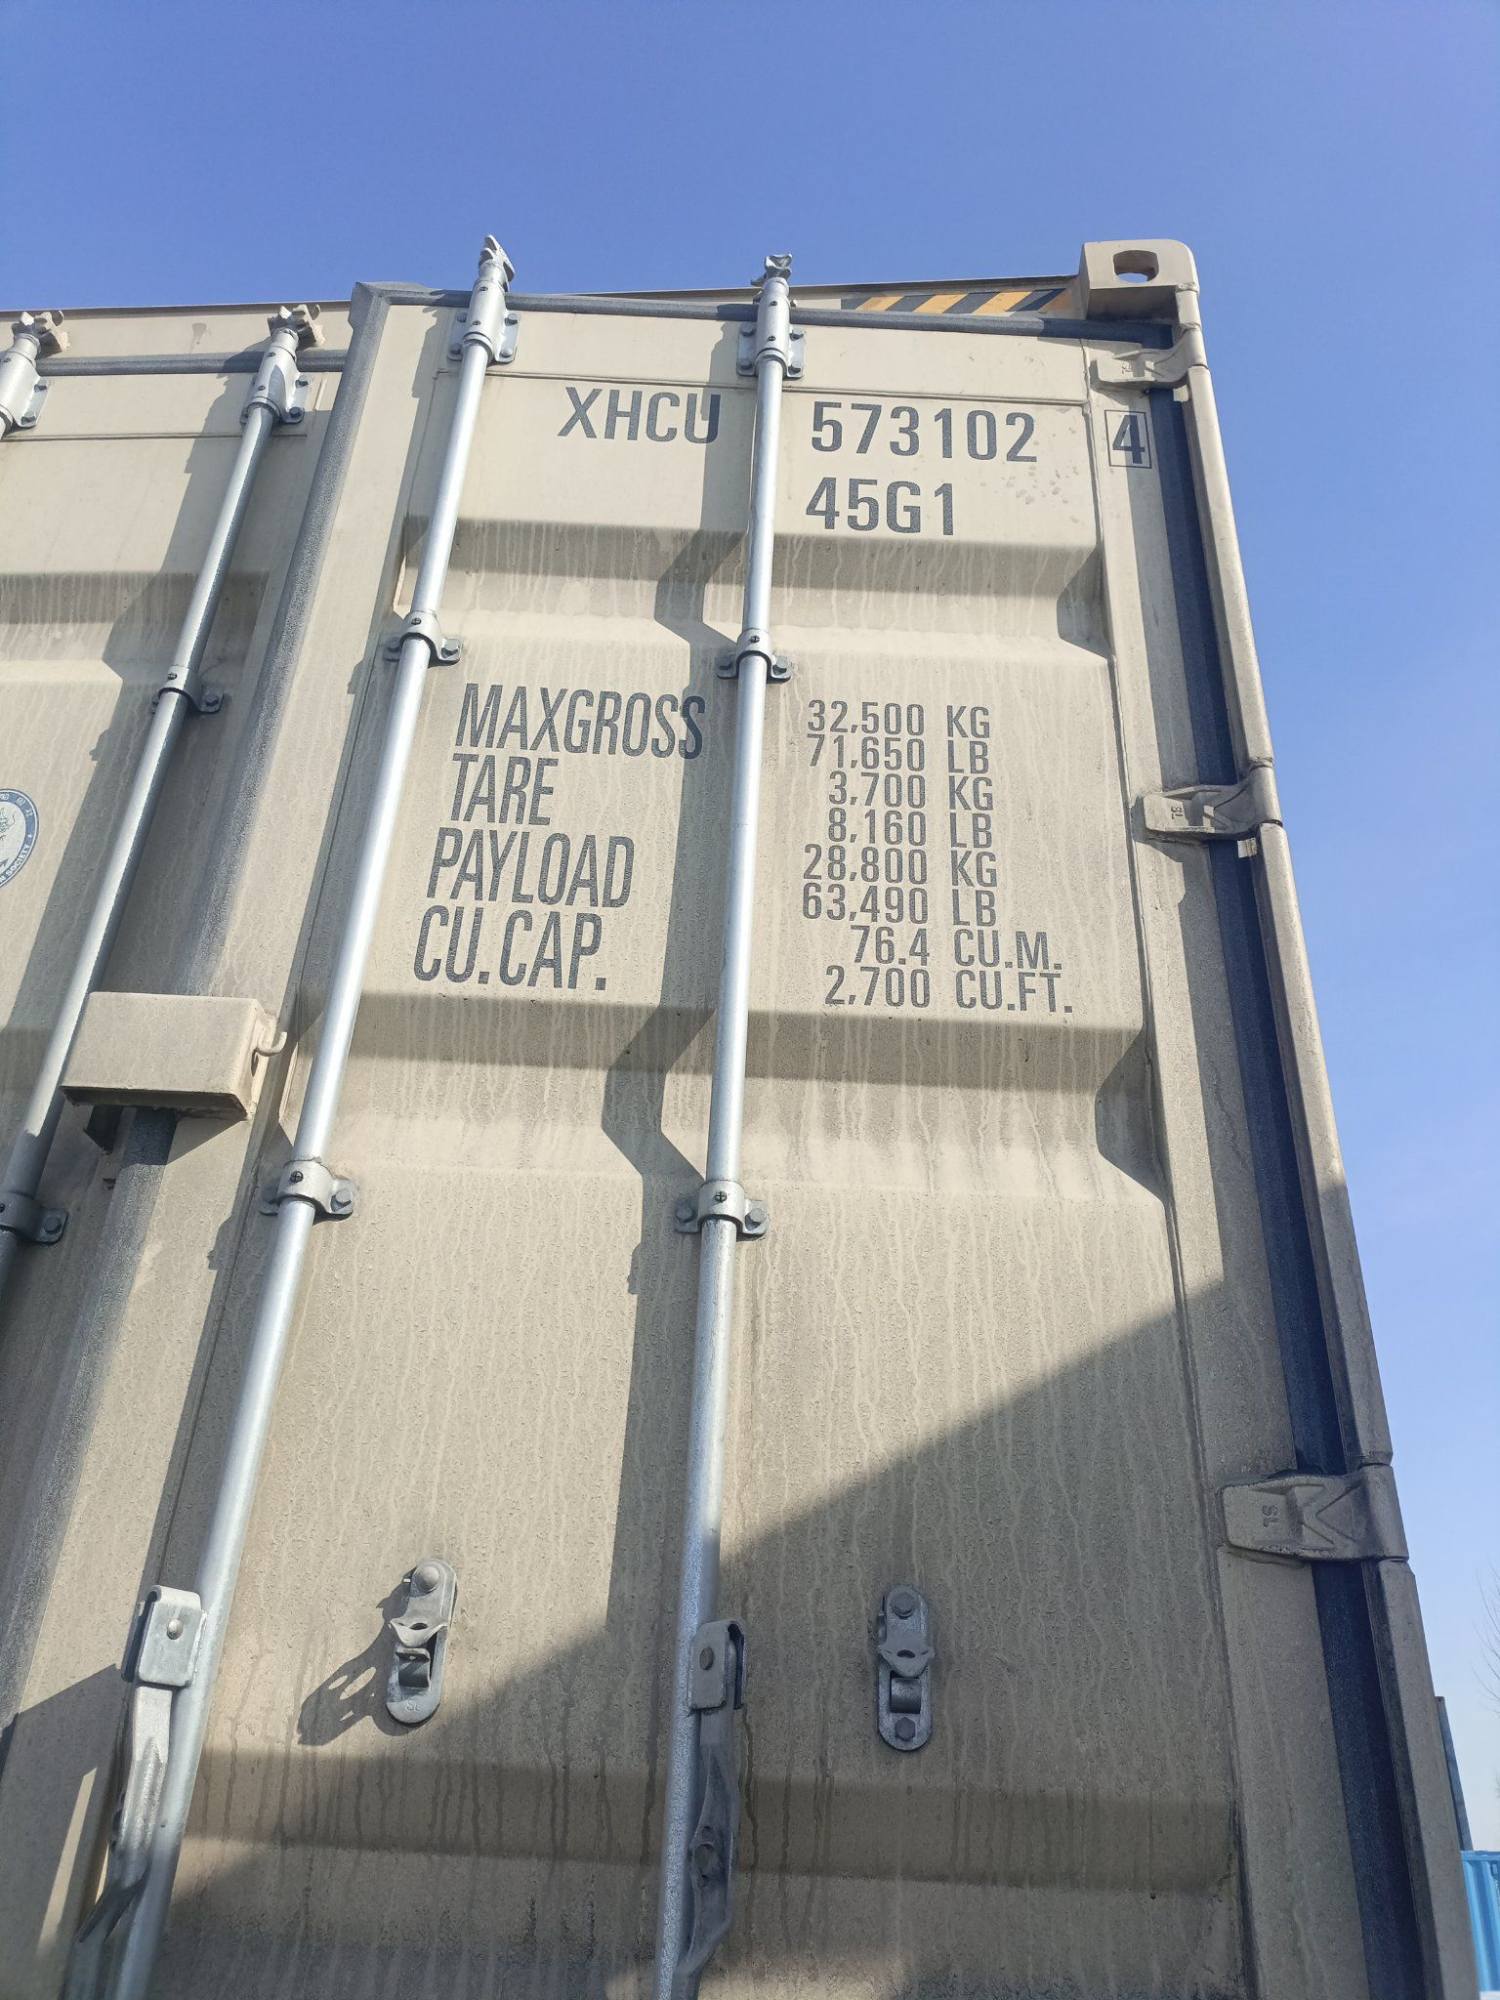 XHCU 573102 4
45G1
MAXGROSS 32,500 KG
71,650 LB
TARE 3,700 KG
8,160 LB
PAYLOAD 28,800 KG
63,490 LB
CU.CAP. 76.4 CU.M.
2,700 CU.FT.